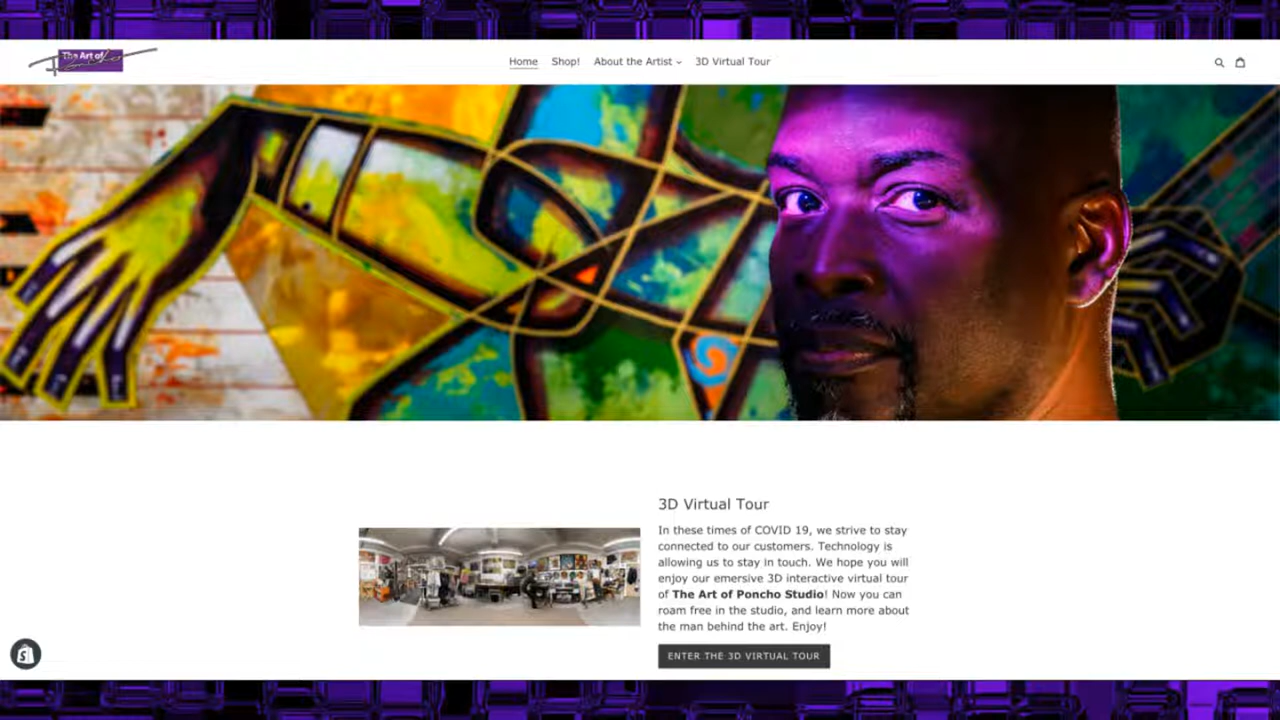 The Art of
Poncho
Home Shop! About the Artist 3D Virtual Tour
3D Virtual Tour
In these times of COVID 19, we strive to stay
connected to our customers. Technology is
allowing us to stay in touch. We hope you will
enjoy our emersive 3D interactive virtual tour
of The Art of Poncho Studio! Now you can
roam free in the studio, and learn more about
the man behind the art. Enjoy!
ENTER THE 3D VIRTUAL TOUR